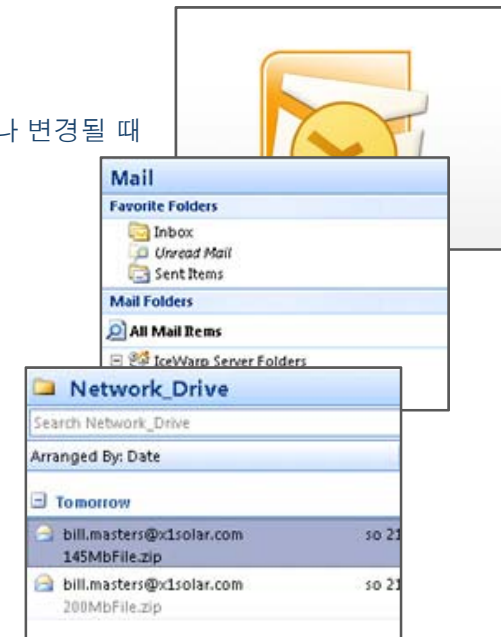 나 변경될 때
Mail
Favorite Folders
Inbox
Unread Mail
Sent Items
Mail Folders
All Mail Items
IceWarp Server Folders
Network_Drive
Search Network_Drive
Arranged By: Date
Tomorrow
bill.masters@x1solar.com so 21
145MbFile.zip
bill.masters@x1solar.com so 21
200MbFile.zip